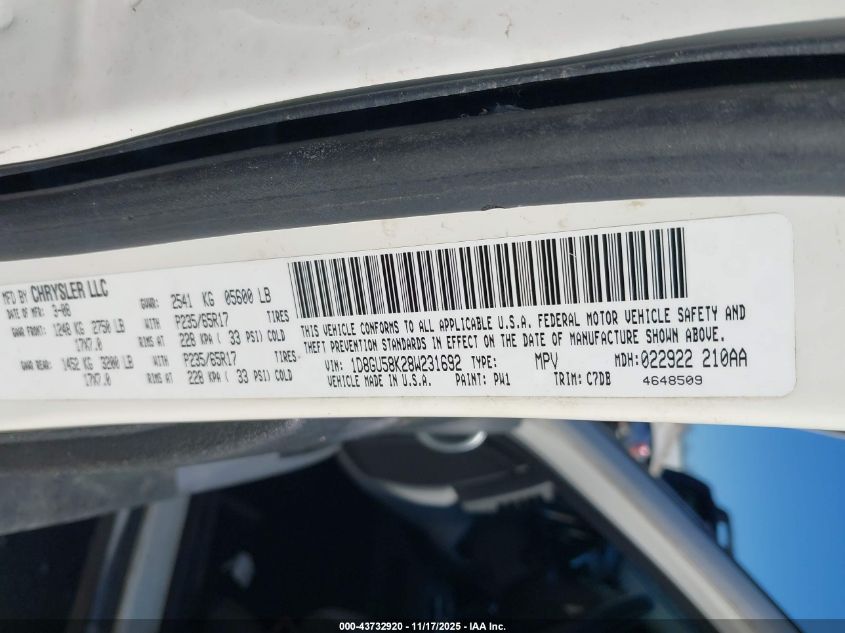 MFD BY CHRYSLER LLC
DATE OF MFR: 3-08
GVWR: 2541 KG 05600 LB
GAWR FRONT: 1248 KG 2750 LB WITH P235/65R17 TIRES
17X7.0 RIMS AT 228 KPA ( 33 PSI) COLD
GAWR REAR: 1452 KG 3200 LB WITH P235/65R17 TIRES
17X7.0 RIMS AT 228 KPA ( 33 PSI) COLD
THIS VEHICLE CONFORMS TO ALL APPLICABLE U.S.A. FEDERAL MOTOR VEHICLE SAFETY AND
THEFT PREVENTION STANDARDS IN EFFECT ON THE DATE OF MANUFACTURE SHOWN ABOVE.
VIN: 1D8GU58K28W231692 TYPE: MPV MDH: 022922 210AA
VEHICLE MADE IN U.S.A. PAINT: PW1 TRIM: C7DB 4648509
000-43732920 - 11/17/2025 - IAA Inc.